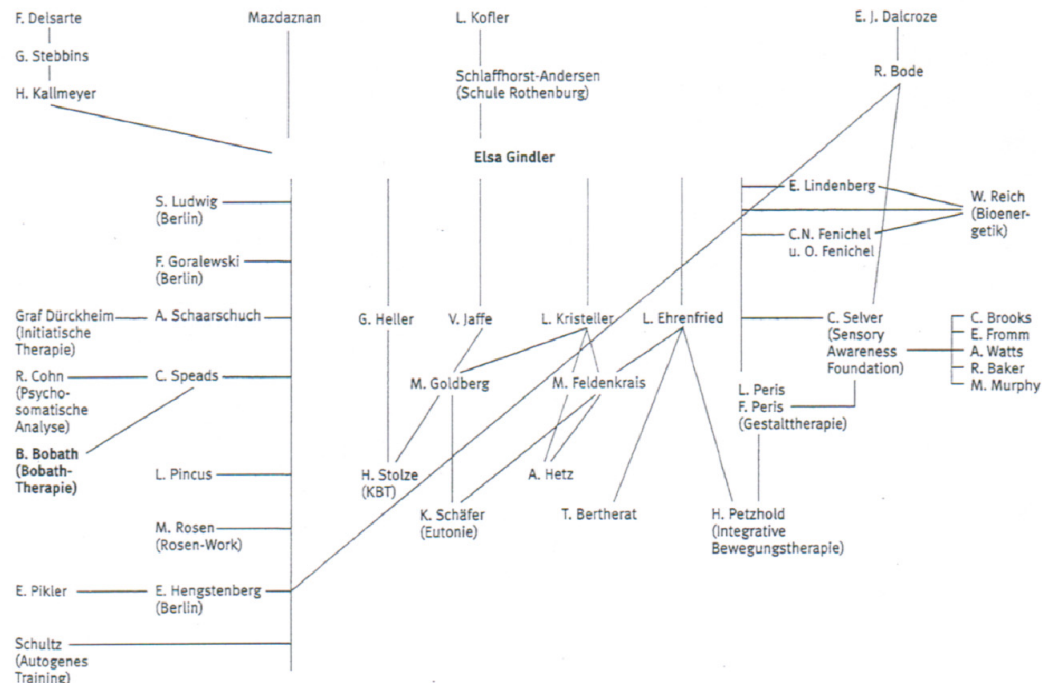 F. Delsarte
Mazdaznan
L. Kofler
E. J. Dalcroze
G. Stebbins
H. Kallmeyer
Schlaffhorst-Andersen
(Schule Rothenburg)
R. Bode
Elsa Gindler
S. Ludwig
(Berlin)
E. Lindenberg
W. Reich
(Bioener-
getik)
C.N. Fenichel
u. O. Fenichel
F. Goralewski
(Berlin)
Graf Dürckheim
(Initiatische
Therapie)
A. Schaarschuch
G. Heller
V. Jaffe
L. Kristeller
L. Ehrenfried
C. Selver
(Sensory
Awareness
Foundation)
C. Brooks
E. Fromm
A. Watts
R. Baker
M. Murphy
R. Cohn
(Psycho-
somatische
Analyse)
C. Speads
M. Goldberg
M. Feldenkrais
L. Peris
F. Peris
(Gestalttherapie)
B. Bobath
(Bobath-
Therapie)
L. Pincus
H. Stolze
(KBT)
A. Hetz
K. Schäfer
(Eutonie)
T. Bertherat
H. Petzhold
(Integrative
Bewegungstherapie)
M. Rosen
(Rosen-Work)
E. Pikler
E. Hengstenberg
(Berlin)
Schultz
(Autogenes
Training)